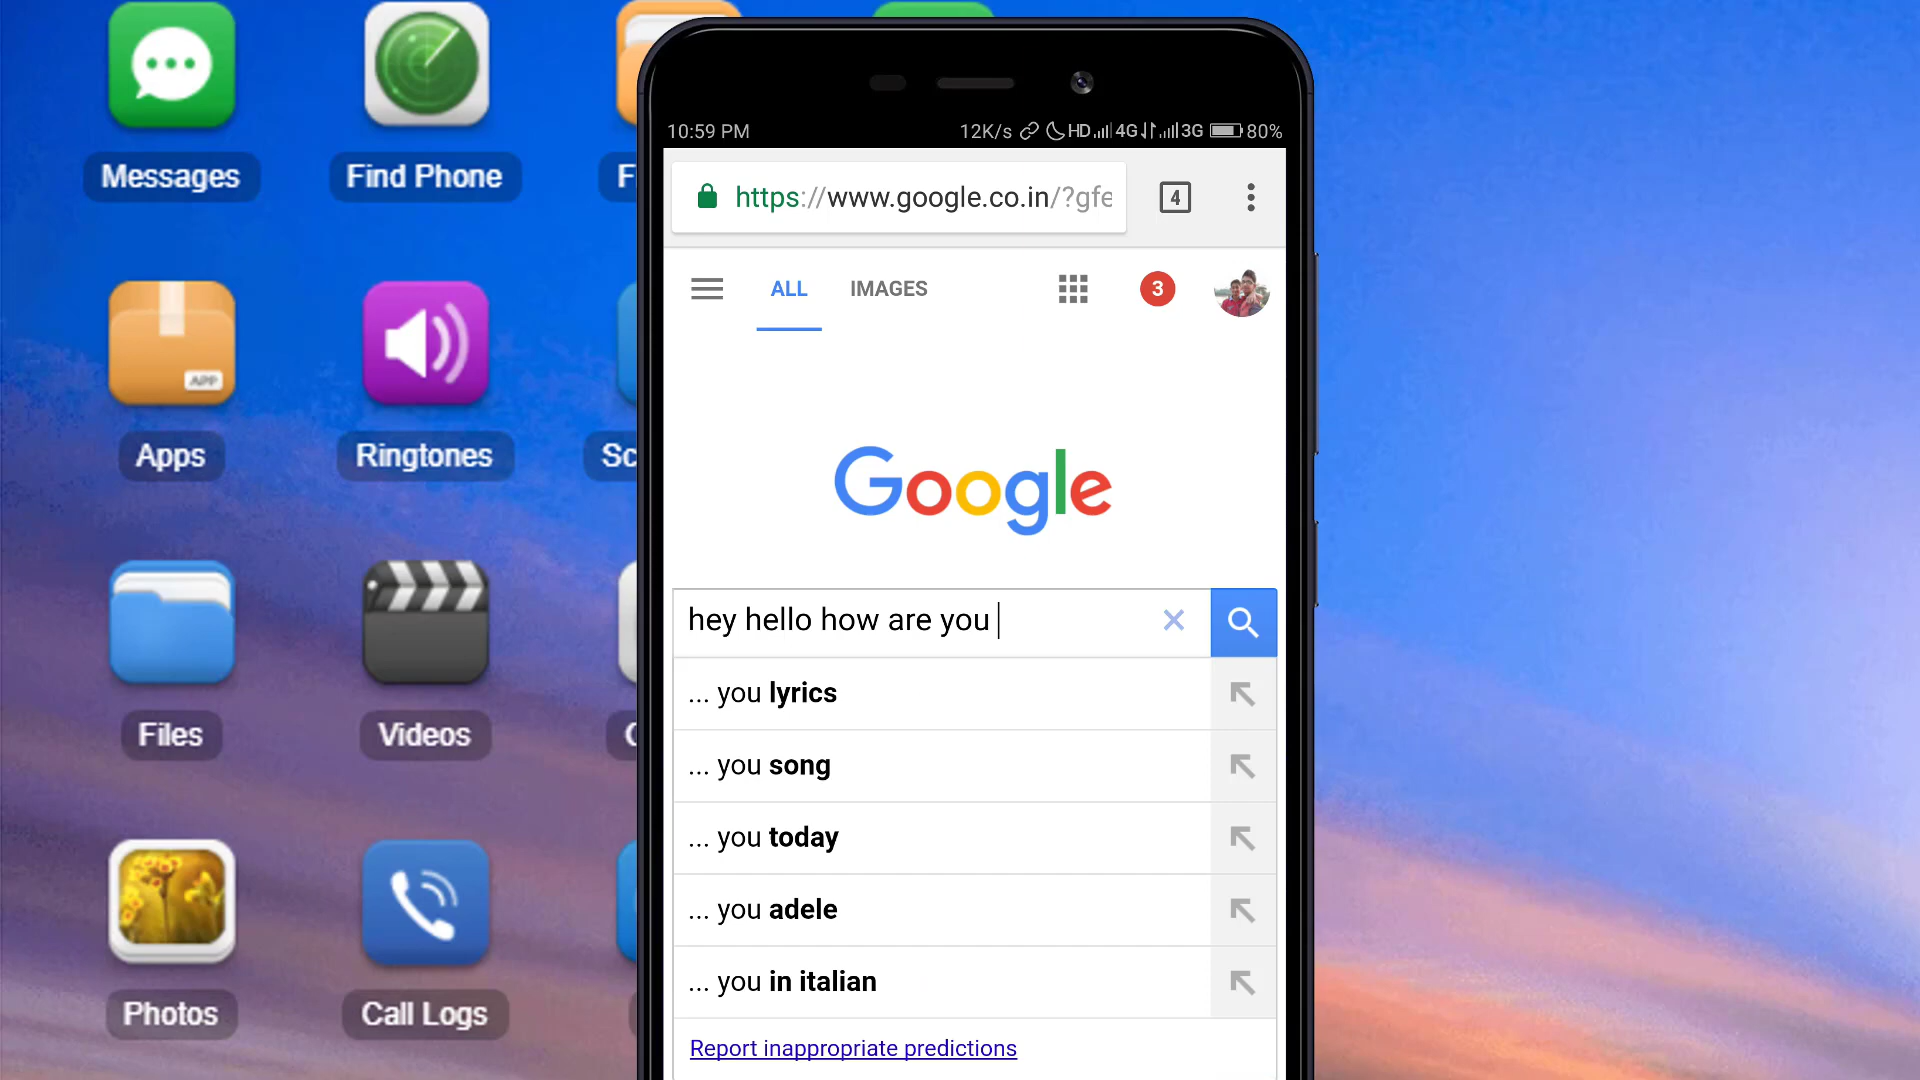 Messages
Find Phone
F
Apps
APP
Ringtones
Sc
Files
Videos
Photos
Call Logs
10:59 PM
12K/s HD 4G 3G 80%
https://www.google.co.in/?gfe
4
ALL IMAGES
3
Google
hey hello how are you
... you lyrics
... you song
... you today
... you adele
... you in italian
Report inappropriate predictions